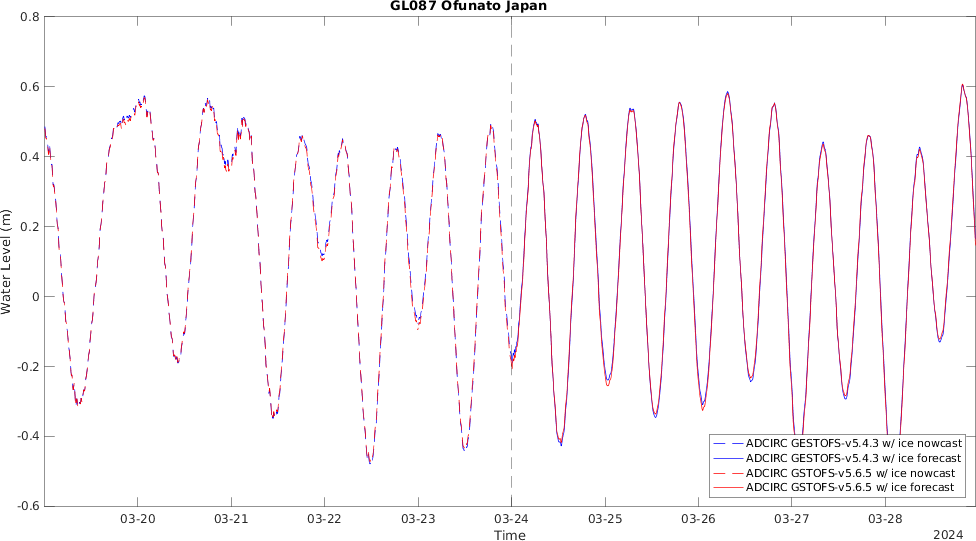 GL087 Ofunato Japan
0.8
0.6
0.4
0.2
0
-0.2
-0.4
-0.6
Water Level (m)
ADCIRC GESTOFS-v5.4.3 w/ ice nowcast
ADCIRC GESTOFS-v5.4.3 w/ ice forecast
ADCIRC GSTOFS-v5.6.5 w/ ice nowcast
ADCIRC GSTOFS-v5.6.5 w/ ice forecast
03-20 03-21 03-22 03-23 03-24 03-25 03-26 03-27 03-28
Time
2024